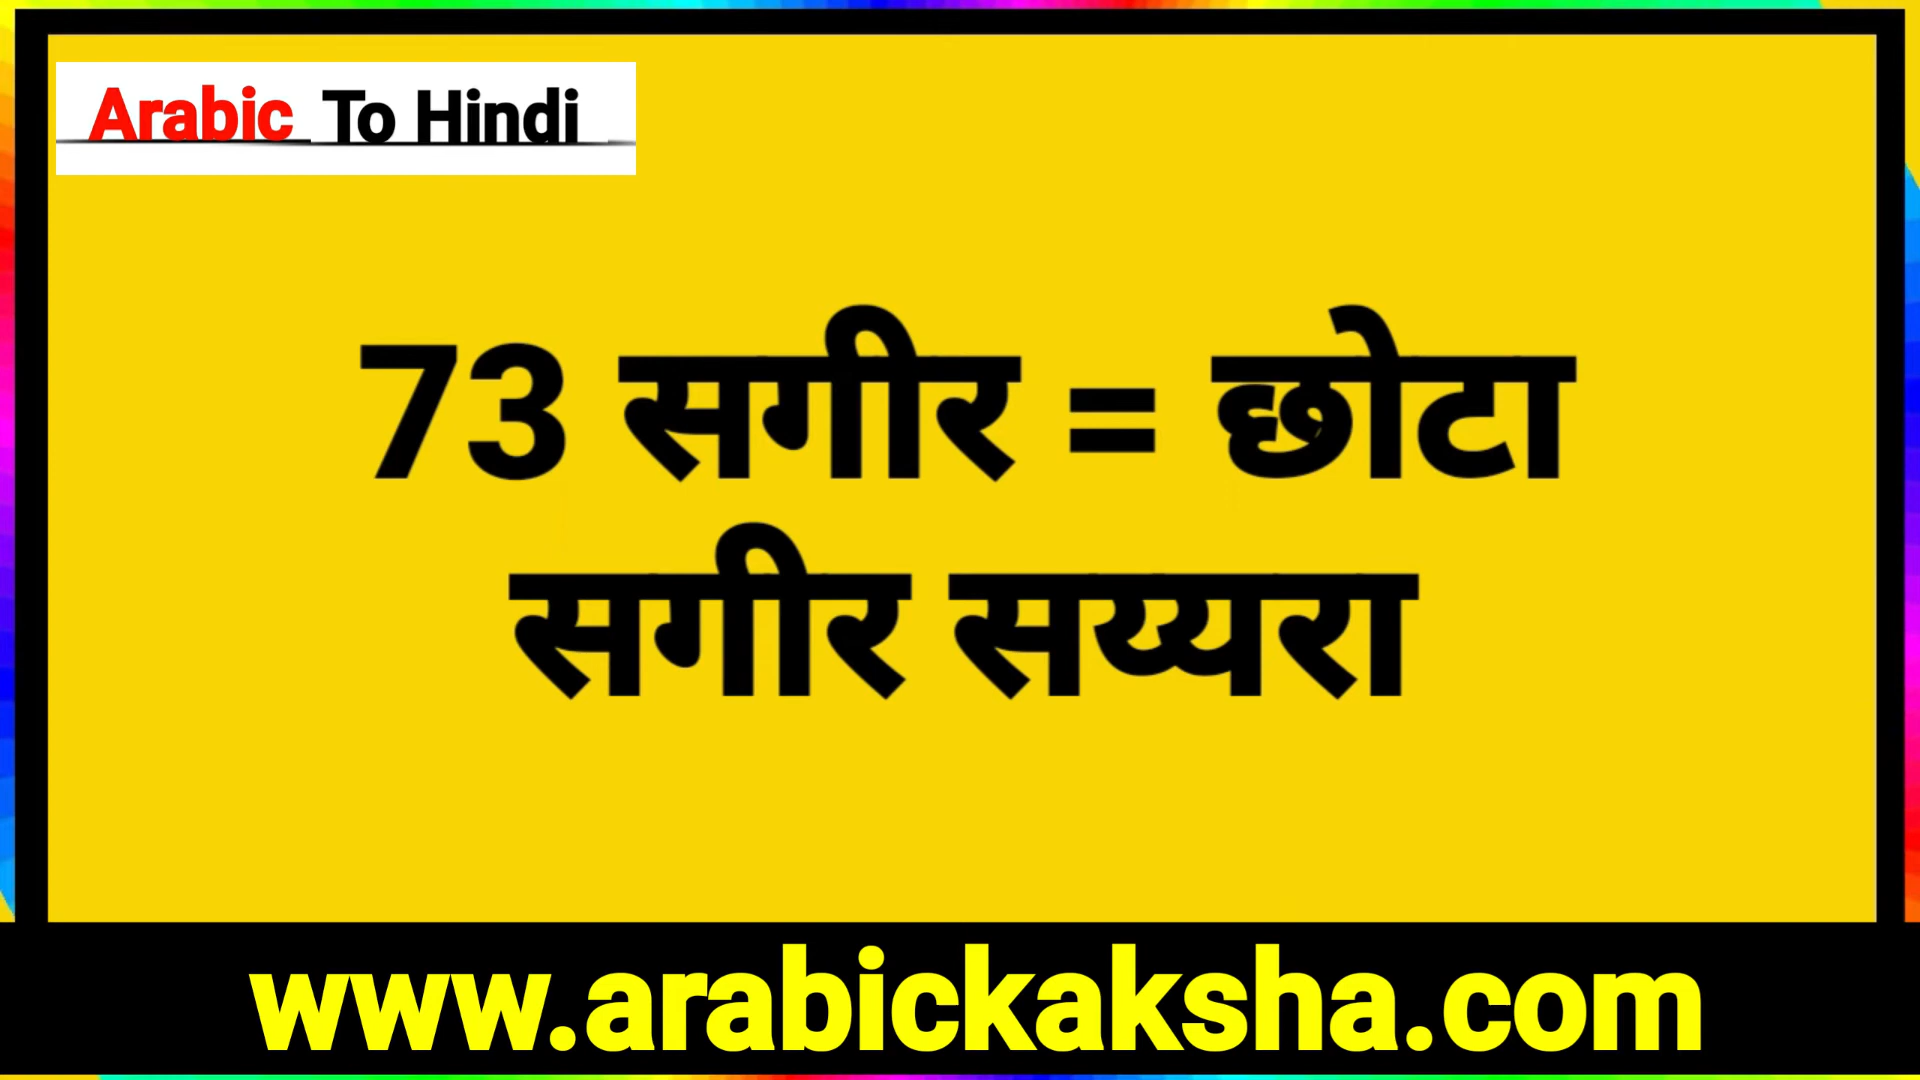 Arabic To Hindi
73 सगीर = छोटा
सगीर सय्यरा
www.arabickaksha.com